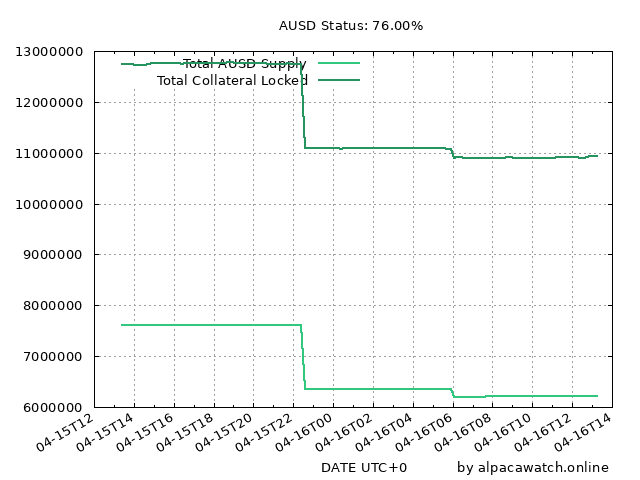 AUSD Status: 76.00%
Total AUSD Supply
Total Collateral Locked
13000000
12000000
11000000
10000000
9000000
8000000
7000000
6000000
04-15T12
04-15T14
04-15T16
04-15T18
04-15T20
04-15T22
04-16T00
04-16T02
04-16T04
04-16T06
04-16T08
04-16T10
04-16T12
04-16T14
DATE UTC+0
by alpacawatch.online